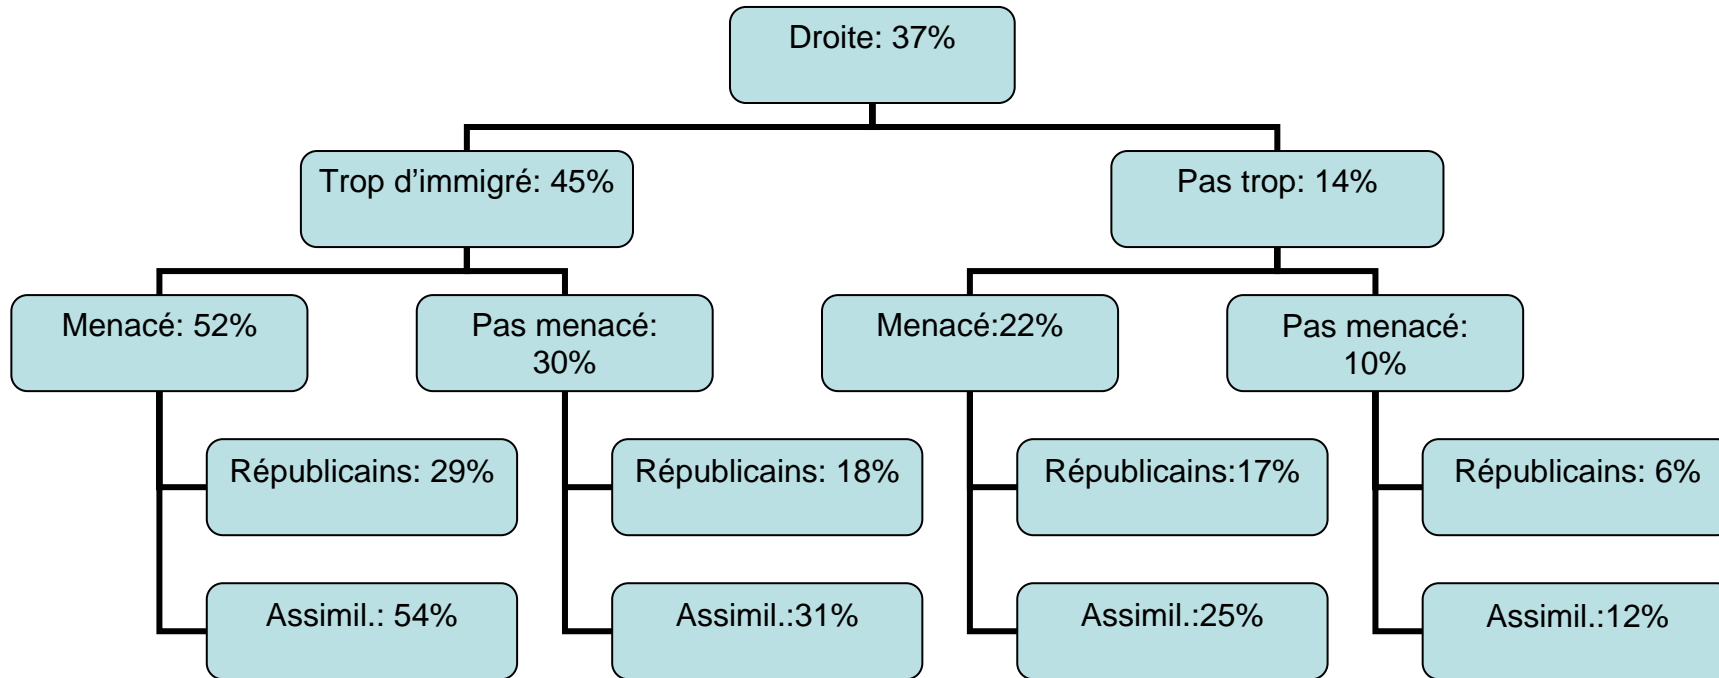 Droite: 37%
Trop d’immigré: 45%
Pas trop: 14%
Menacé: 52%
Pas menacé:
30%
Menacé:22%
Pas menacé:
10%
Républicains: 29%
Républicains: 18%
Républicains:17%
Républicains: 6%
Assimil.: 54%
Assimil.:31%
Assimil.:25%
Assimil.:12%